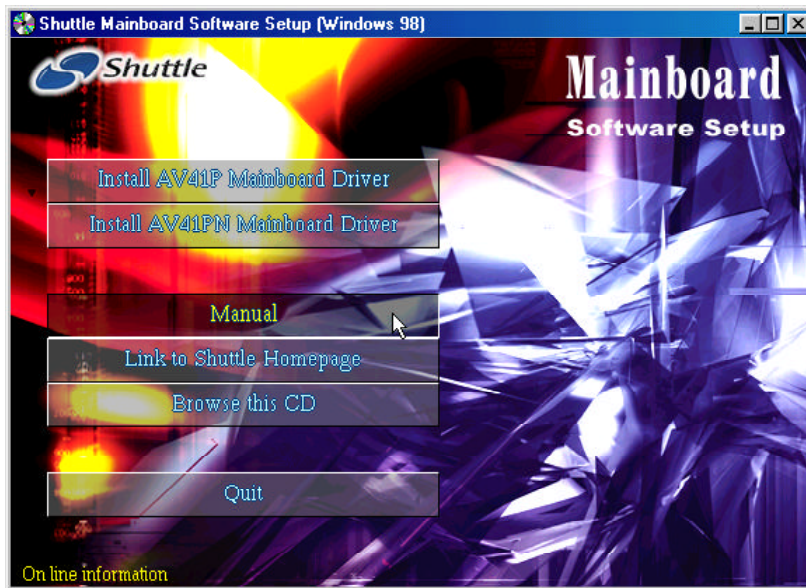 Shuttle Mainboard Software Setup (Windows 98)
Shuttle
Mainboard
Software Setup
Install AV41P Mainboard Driver
Install AV41PN Mainboard Driver
Manual
Link to Shuttle Homepage
Browse this CD
Quit
On line information